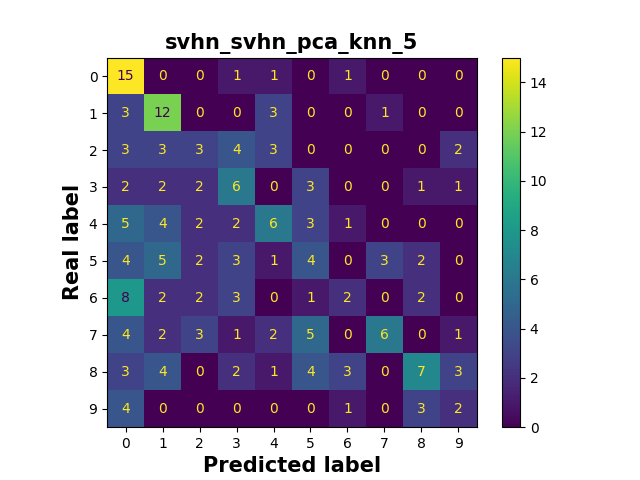 svhn_svhn_pca_knn_5
0 15 0 0 1 1 0 1 0 0 0
1 3 12 0 0 3 0 0 1 0 0
2 3 3 3 4 3 0 0 0 0 2
3 2 2 2 6 0 3 0 0 1 1
4 5 4 2 2 6 3 1 0 0 0
5 4 5 2 3 1 4 0 3 2 0
6 8 2 2 3 0 1 2 0 2 0
7 4 2 3 1 2 5 0 6 0 1
8 3 4 0 2 1 4 3 0 7 3
9 4 0 0 0 0 0 1 0 3 2
0 1 2 3 4 5 6 7 8 9
Real label
Predicted label
14
12
10
8
6
4
2
0